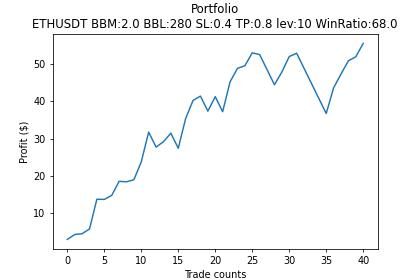 Portfolio
ETHUSDT BBM:2.0 BBL:280 SL:0.4 TP:0.8 lev:10 WinRatio:68.0
Profit ($)
50
40
30
20
10
0 5 10 15 20 25 30 35 40
Trade counts